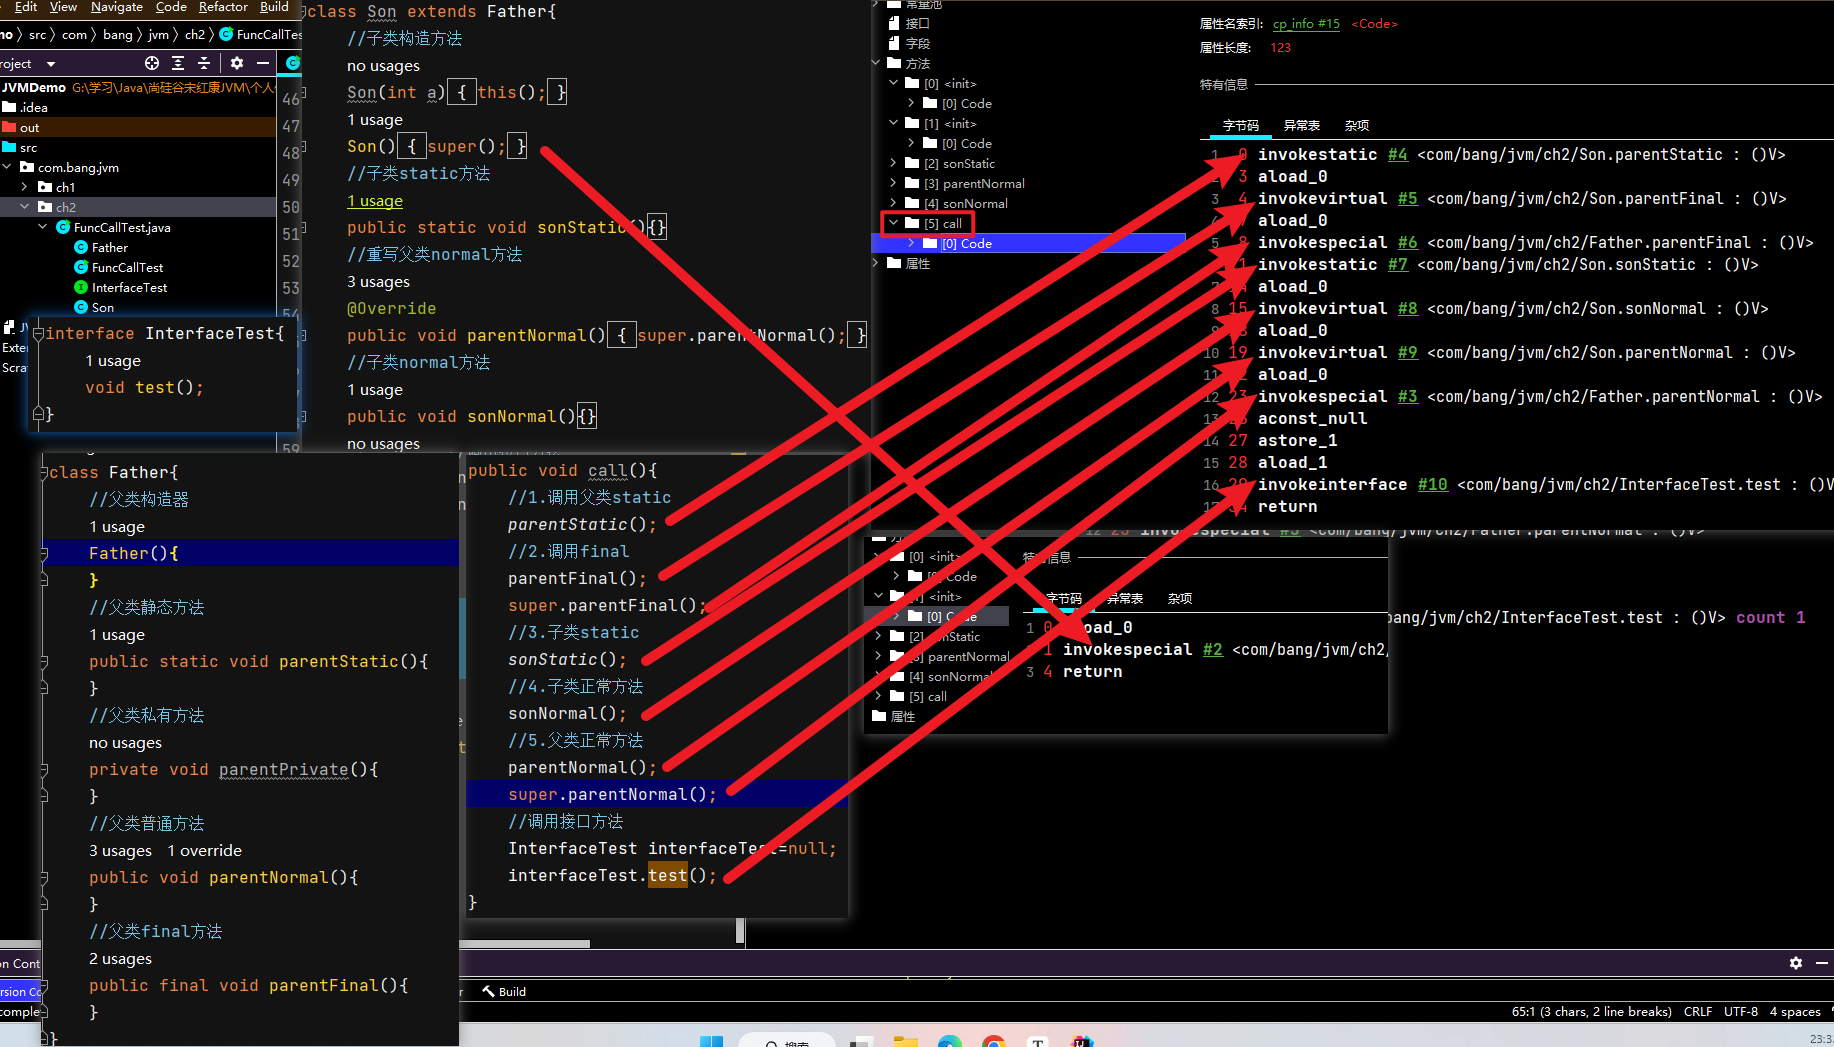 Edit View Navigate Code Refactor Build
src com bang jvm ch2 FuncCallTes
roject
JVMDemo G:\学习\Java\尚硅谷宋红康JVM\个人
.idea
out
src
com.bang.jvm
ch1
ch2
FuncCallTest.java
Father
FuncCallTest
InterfaceTest
Son
Exter
Scra
interface InterfaceTest{
1 usage
void test();
}
46
47
48
49
50
51
52
53
54
59
class Son extends Father{
//子类构造方法
no usages
Son(int a) { this(); }
1 usage
Son() { super(); }
//子类static方法
1 usage
public static void sonStatic(){}
//重写父类normal方法
3 usages
@Override
public void parentNormal() { super.parentNormal(); }
//子类normal方法
1 usage
public void sonNormal(){}
no usages
class Father{
//父类构造器
1 usage
Father(){
}
//父类静态方法
1 usage
public static void parentStatic(){
}
//父类私有方法
no usages
private void parentPrivate(){
}
//父类普通方法
3 usages 1 override
public void parentNormal(){
}
//父类final方法
2 usages
public final void parentFinal(){
}
}
public void call(){
//1.调用父类static
parentStatic();
//2.调用final
parentFinal();
super.parentFinal();
//3.子类static
sonStatic();
//4.子类正常方法
sonNormal();
//5.父类正常方法
parentNormal();
super.parentNormal();
//调用接口方法
InterfaceTest interfaceTest=null;
interfaceTest.test();
}
常量池
接口
字段
方法
[0] <init>
[0] Code
[1] <init>
[0] Code
[2] sonStatic
[3] parentNormal
[4] sonNormal
[5] call
[0] Code
属性
属性名索引: cp_info #15 <Code>
属性长度: 123
特有信息
字节码 异常表 杂项
1 0 invokestatic #4 <com/bang/jvm/ch2/Son.parentStatic : ()V>
3 aload_0
3 4 invokevirtual #5 <com/bang/jvm/ch2/Son.parentFinal : ()V>
aload_0
5 8 invokespecial #6 <com/bang/jvm/ch2/Father.parentFinal : ()V>
invokestatic #7 <com/bang/jvm/ch2/Son.sonStatic : ()V>
aload_0
8 15 invokevirtual #8 <com/bang/jvm/ch2/Son.sonNormal : ()V>
aload_0
10 19 invokevirtual #9 <com/bang/jvm/ch2/Son.parentNormal : ()V>
aload_0
12 23 invokespecial #3 <com/bang/jvm/ch2/Father.parentNormal : ()V>
aconst_null
14 27 astore_1
15 28 aload_1
16 29 invokeinterface #10 <com/bang/jvm/ch2/InterfaceTest.test : ()V
return
12 23 invokespecial #3 <com/bang/jvm/ch2/Father.parentNormal : ()V>
[0] <init>
[0] Code
[1] <init>
[0] Code
[2] sonStatic
[3] parentNormal
[4] sonNormal
[5] call
属性
特有信息
字节码 异常表 杂项
1 0 aload_0
2 1 invokespecial #2 <com/bang/jvm/ch2/
3 4 return
bang/jvm/ch2/InterfaceTest.test : ()V> count 1
on Cont
rsion Co
comple
Build
65:1 (3 chars, 2 line breaks) CRLF UTF-8 4 spaces
搜索
23:3